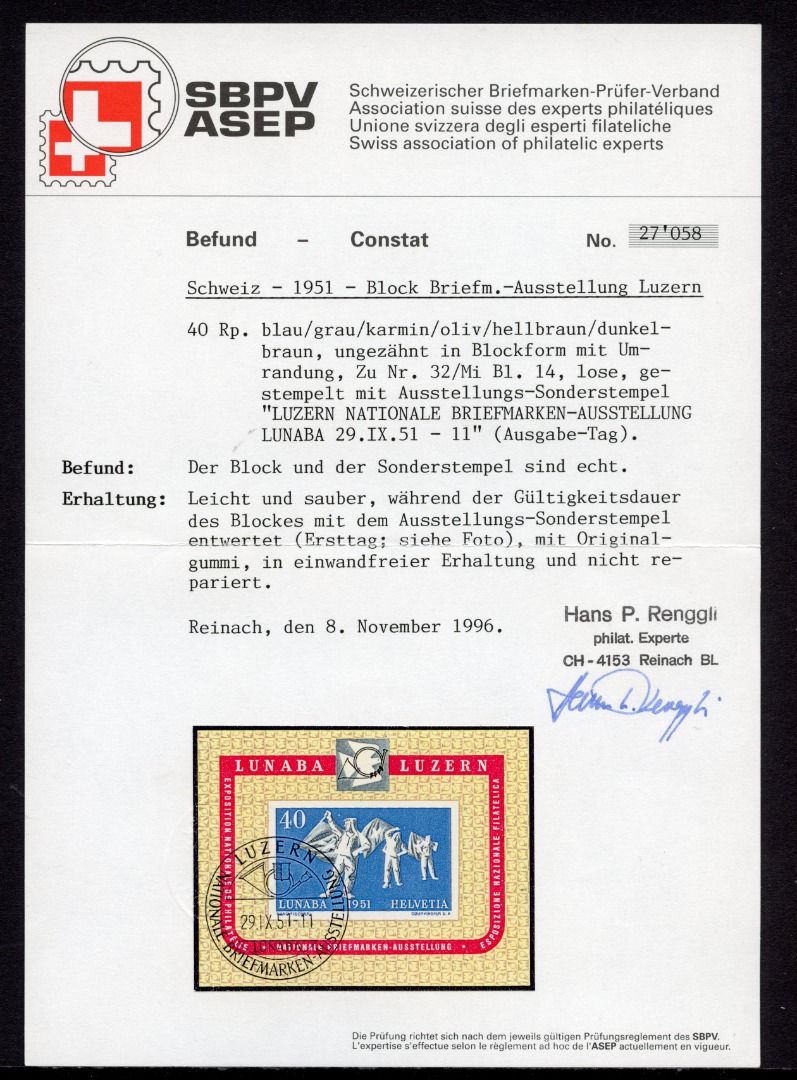 SBPV
ASEP
Schweizerischer Briefmarken-Prüfer-Verband
Association suisse des experts philatéliques
Unione svizzera degli esperti filateliche
Swiss association of philatelic experts
Befund – Constat No. 27'058
Schweiz - 1951 - Block Briefm.-Ausstellung Luzern
40 Rp. blau/grau/karmin/oliv/hellbraun/dunkel-
braun, ungezähnt in Blockform mit Um-
randung, Zu Nr. 32/Mi Bl. 14, lose, ge-
stempelt mit Ausstellungs-Sonderstempel
"LUZERN NATIONALE BRIEFMARKEN-AUSSTELLUNG
LUNABA 29.IX.51 - 11" (Ausgabe-Tag).
Befund: Der Block und der Sonderstempel sind echt.
Erhaltung: Leicht und sauber, während der Gültigkeitsdauer
des Blockes mit dem Ausstellungs-Sonderstempel
entwertet (Ersttag; siehe Foto), mit Original-
gummi, in einwandfreier Erhaltung und nicht re-
pariert.
Reinach, den 8. November 1996.
Hans P. Renggli
philat. Experte
CH-4153 Reinach BL
LUNABA LUZERN
EXPOSITION NATIONALE DE PHILATELIE
ESPOSIZIONE NAZIONALE FILATELICA
NATIONALE BRIEFMARKEN-AUSSTELLUNG
40
LUNABA 1951 HELVETIA
LUZERN
29.IX.51-11
LUNABA
NATIONALE BRIEFMARKEN-AUSSTELLUNG
Die Prüfung richtet sich nach dem jeweils gültigen Prüfungsreglement des SBPV.
L'expertise s'effectue selon le règlement ad hoc de l'ASEP actuellement en vigueur.